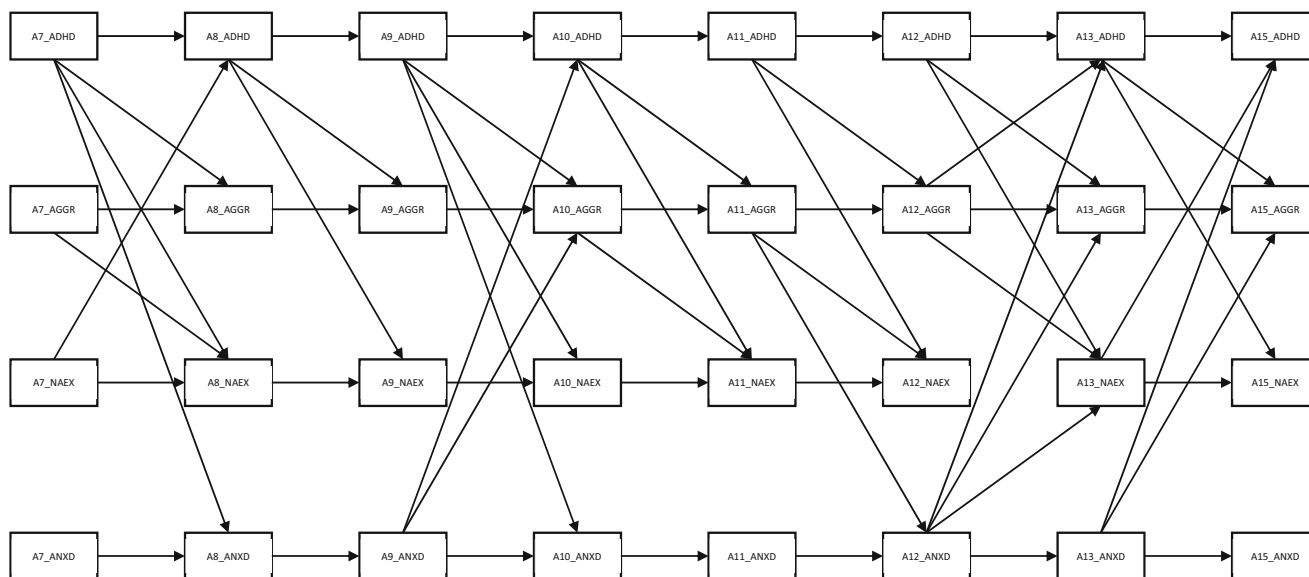 A7_ADHD A8_ADHD A9_ADHD A10_ADHD A11_ADHD A12_ADHD A13_ADHD A15_ADHD
A7_AGGR A8_AGGR A9_AGGR A10_AGGR A11_AGGR A12_AGGR A13_AGGR A15_AGGR
A7_NAEX A8_NAEX A9_NAEX A10_NAEX A11_NAEX A12_NAEX A13_NAEX A15_NAEX
A7_ANXD A8_ANXD A9_ANXD A10_ANXD A11_ANXD A12_ANXD A13_ANXD A15_ANXD